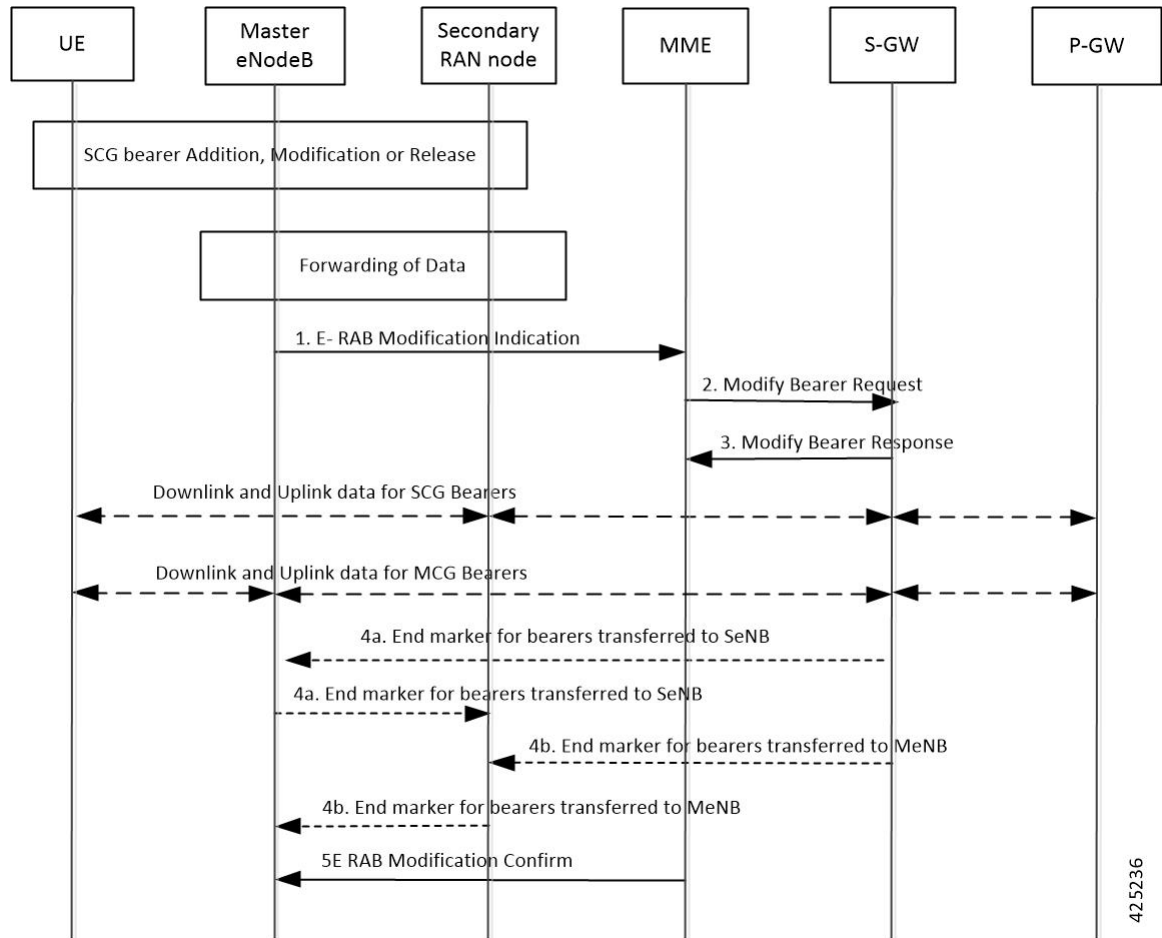 UE
Master
eNodeB
Secondary
RAN node
MME
S-GW
P-GW
SCG bearer Addition, Modification or Release
Forwarding of Data
1. E- RAB Modification Indication
2. Modify Bearer Request
3. Modify Bearer Response
Downlink and Uplink data for SCG Bearers
Downlink and Uplink data for MCG Bearers
4a. End marker for bearers transferred to SeNB
4a. End marker for bearers transferred to SeNB
4b. End marker for bearers transferred to MeNB
4b. End marker for bearers transferred to MeNB
5E RAB Modification Confirm
425236